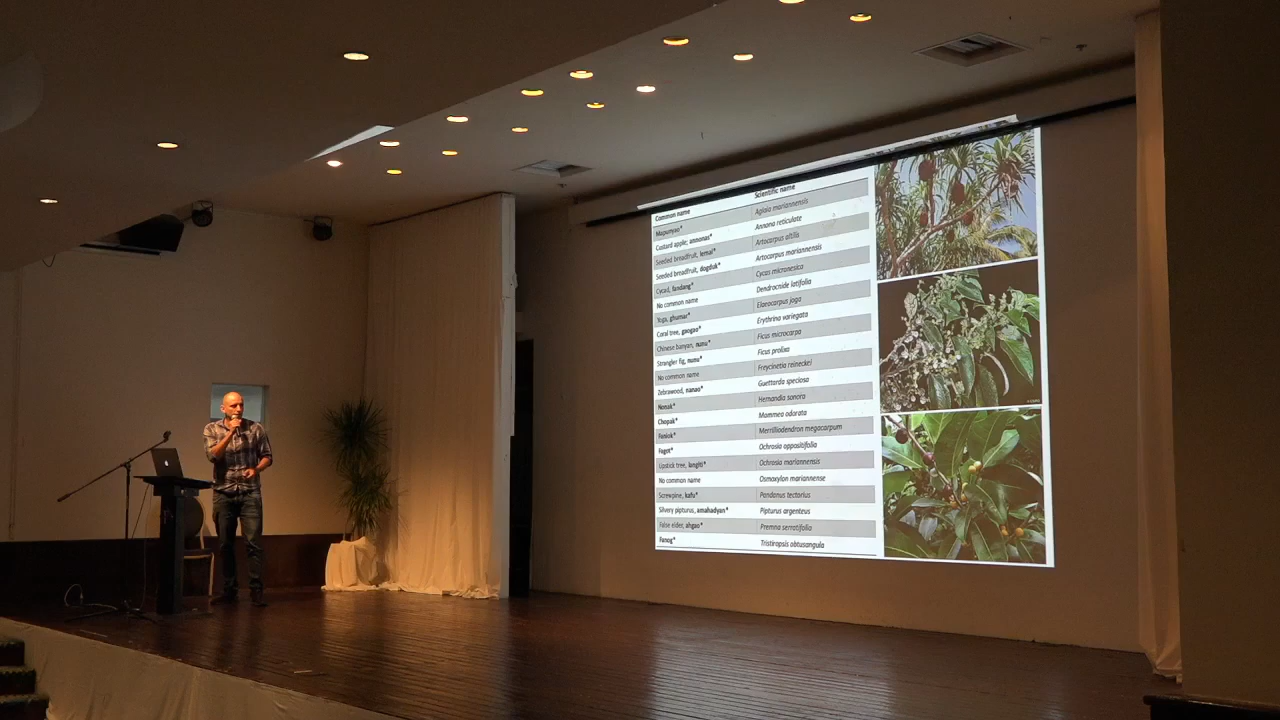 Common name Scientific name
Mapunyao* Aglaia mariannensis
Custard apple; annonas* Annona reticulate
Seeded breadfruit, lemai* Artocarpus altilis
Seeded breadfruit, dogduk* Artocarpus mariannensis
Cycad, fandang* Cycas micronesica
No common name Dendrocnide latifolia
Yoga, ghumar* Elaeocarpus joga
Coral tree, gaogao* Erythrina variegata
Chinese banyan, nunu* Ficus microcarpa
Strangler fig, nunu* Ficus prolixa
No common name Freycinetia reineckei
Zebrawood, nanao* Guettarda speciosa
Nonak* Hernandia sonora
Chopak* Mammea odorata
Faniok* Merrilliodendron megacarpum
Fagot* Ochrosia oppositifolia
Lipstick tree, langiti* Ochrosia mariannensis
No common name Osmoxylon mariannense
Screwpine, kafu* Pandanus tectorius
Silvery pipturus, amahadyan* Pipturus argenteus
False elder, ahgao* Premna serratifolia
Fanog* Tristiropsis obtusangula